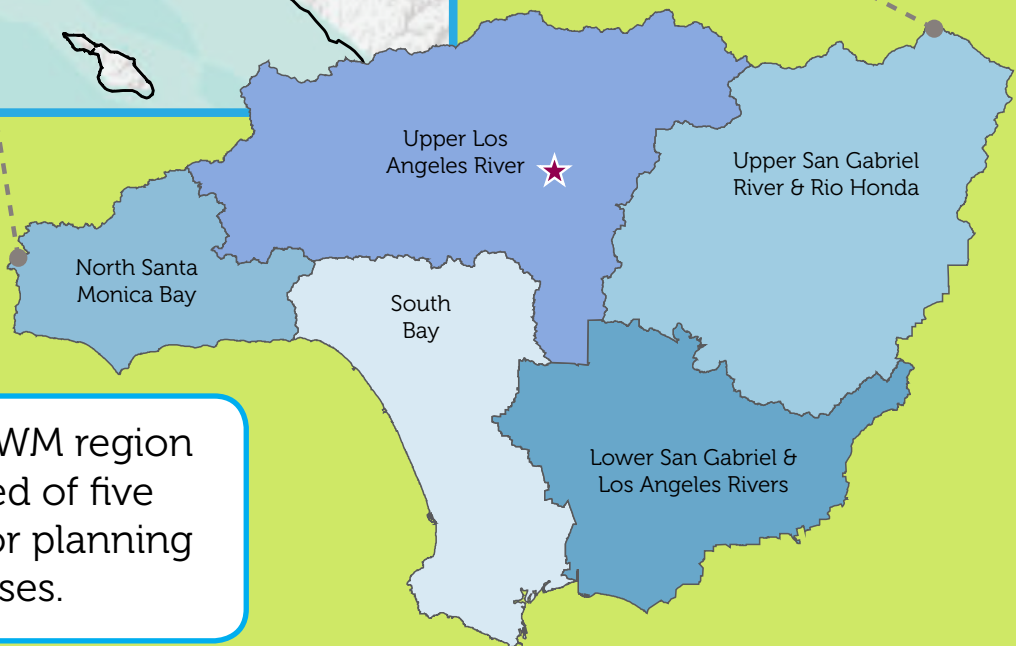 Upper Los
Angeles River
Upper San Gabriel
River & Rio Honda
North Santa
Monica Bay
South
Bay
Lower San Gabriel &
Los Angeles Rivers
WM region
ed of five
or planning
ses.